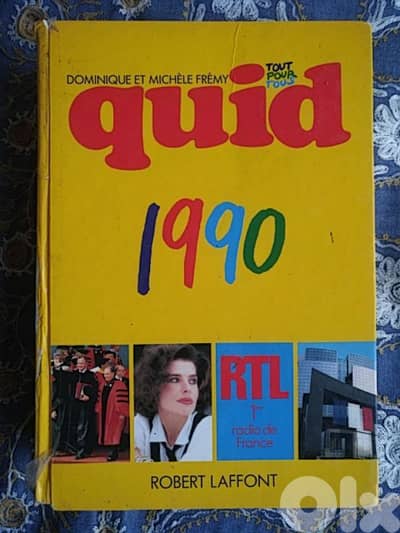 DOMINIQUE ET MICHÈLE FRÉMY
TOUT
POUR
TOUS
quid
1990
RTL
1re
radio de
France
ROBERT LAFFONT
olx